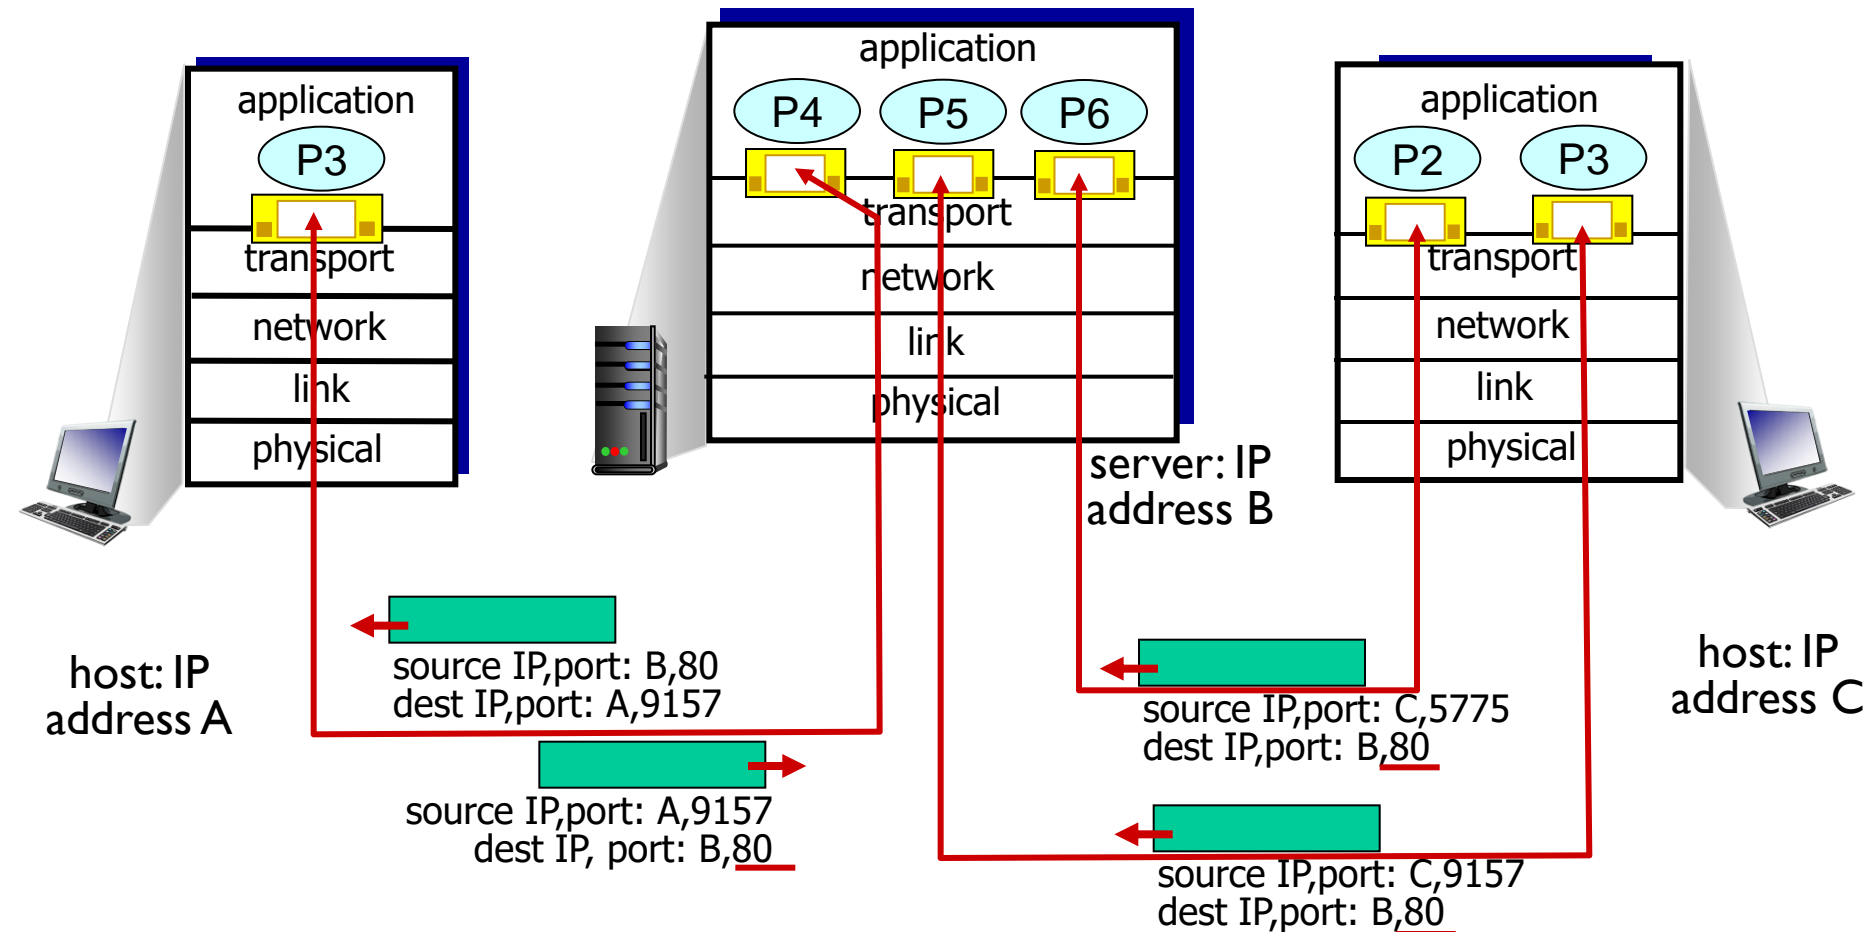 application
P3
transport
network
link
physical
host: IP
address A
application
P4 P5 P6
transport
network
link
physical
server: IP
address B
application
P2 P3
transport
network
link
physical
host: IP
address C
source IP,port: B,80
dest IP,port: A,9157
source IP,port: A,9157
dest IP, port: B,80
source IP,port: C,5775
dest IP,port: B,80
source IP,port: C,9157
dest IP,port: B,80